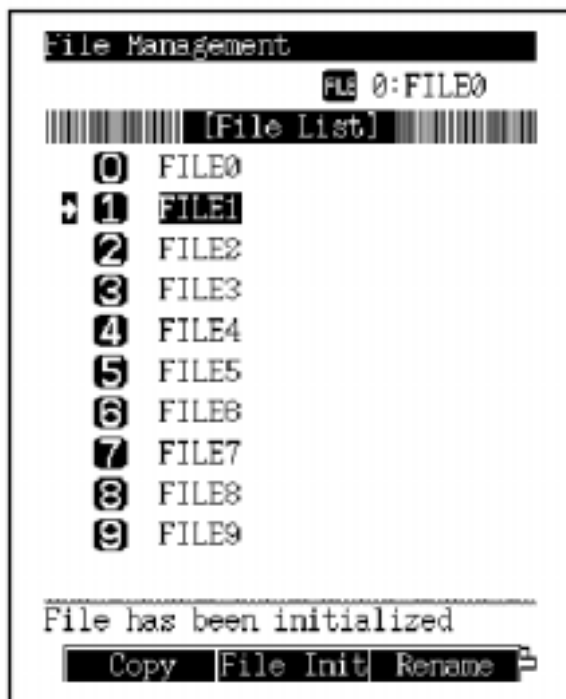 File Management
FILE 0:FILE0
[File List]
0 FILE0
1 FILE1
2 FILE2
3 FILE3
4 FILE4
5 FILE5
6 FILE6
7 FILE7
8 FILE8
9 FILE9
File has been initialized
Copy File Init Rename